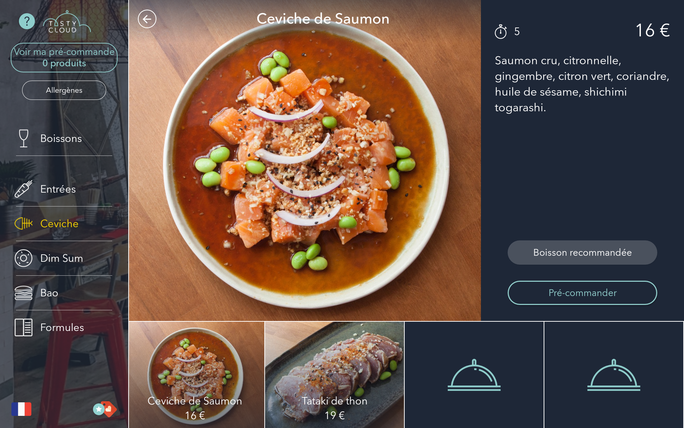 ?
TASTY
CLOUD
Voir ma pré-commande
0 produits
Allergènes
Boissons
Entrées
Ceviche
Dim Sum
Bao
Formules
Ceviche de Saumon
5
16 €
Saumon cru, citronnelle,
gingembre, citron vert, coriandre,
huile de sésame, shichimi
togarashi.
Boisson recommandée
Pré-commander
Ceviche de Saumon
16 €
Tataki de thon
19 €